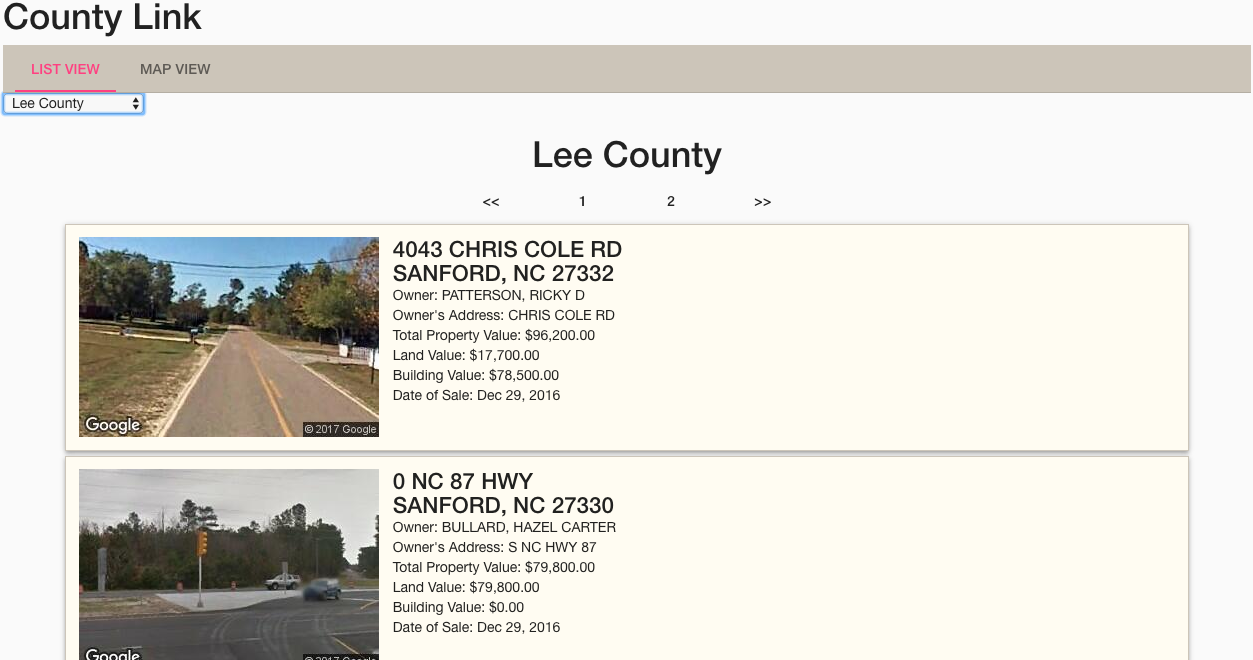 County Link
LIST VIEW MAP VIEW
Lee County
Lee County
<< 1 2 >>
4043 CHRIS COLE RD
SANFORD, NC 27332
Owner: PATTERSON, RICKY D
Owner's Address: CHRIS COLE RD
Total Property Value: $96,200.00
Land Value: $17,700.00
Building Value: $78,500.00
Date of Sale: Dec 29, 2016
Google © 2017 Google
0 NC 87 HWY
SANFORD, NC 27330
Owner: BULLARD, HAZEL CARTER
Owner's Address: S NC HWY 87
Total Property Value: $79,800.00
Land Value: $79,800.00
Building Value: $0.00
Date of Sale: Dec 29, 2016
Google © 2017 Google